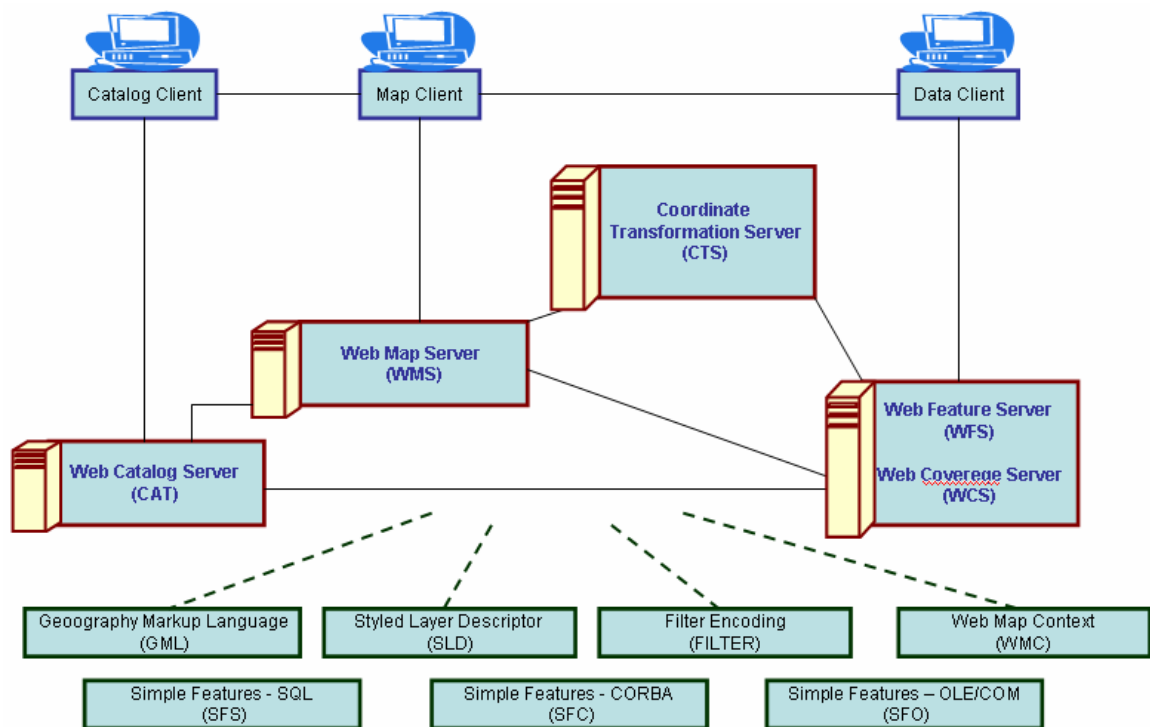 Catalog Client
Map Client
Data Client
Coordinate
Transformation Server
(CTS)
Web Map Server
(WMS)
Web Feature Server
(WFS)
Web Coverege Server
(WCS)
Web Catalog Server
(CAT)
Geoography Markup Language
(GML)
Styled Layer Descriptor
(SLD)
Filter Encoding
(FILTER)
Web Map Context
(WMC)
Simple Features - SQL
(SFS)
Simple Features - CORBA
(SFC)
Simple Features – OLE/COM
(SFO)